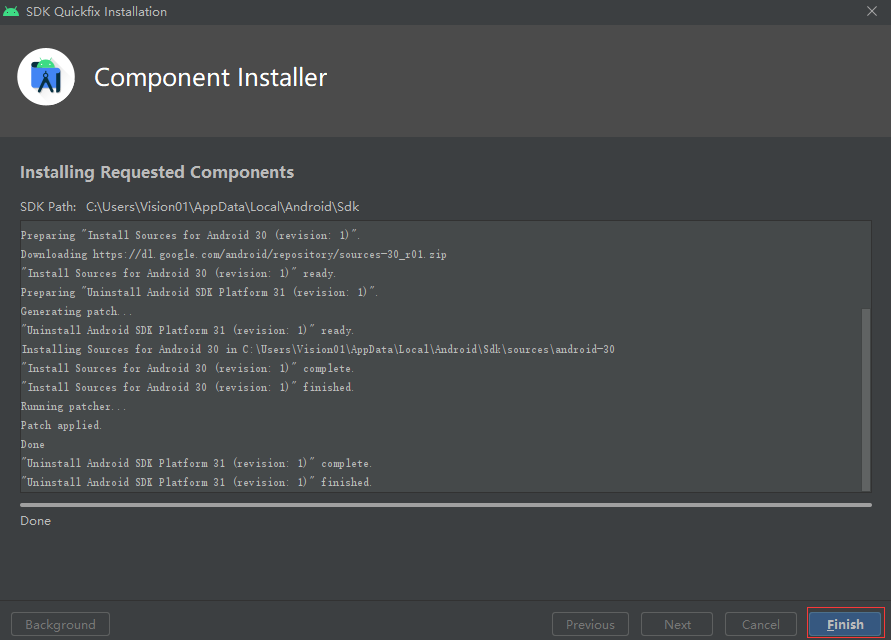 SDK Quickfix Installation
Component Installer
Installing Requested Components
SDK Path: C:\Users\Vision01\AppData\Local\Android\Sdk
Preparing "Install Sources for Android 30 (revision: 1)".
Downloading https://dl.google.com/android/repository/sources-30_r01.zip
"Install Sources for Android 30 (revision: 1)" ready.
Preparing "Uninstall Android SDK Platform 31 (revision: 1)".
Generating patch...
"Uninstall Android SDK Platform 31 (revision: 1)" ready.
Installing Sources for Android 30 in C:\Users\Vision01\AppData\Local\Android\Sdk\sources\android-30
"Install Sources for Android 30 (revision: 1)" complete.
"Install Sources for Android 30 (revision: 1)" finished.
Running patcher...
Patch applied.
Done
"Uninstall Android SDK Platform 31 (revision: 1)" complete.
"Uninstall Android SDK Platform 31 (revision: 1)" finished.
Done
Background Previous Next Cancel Finish